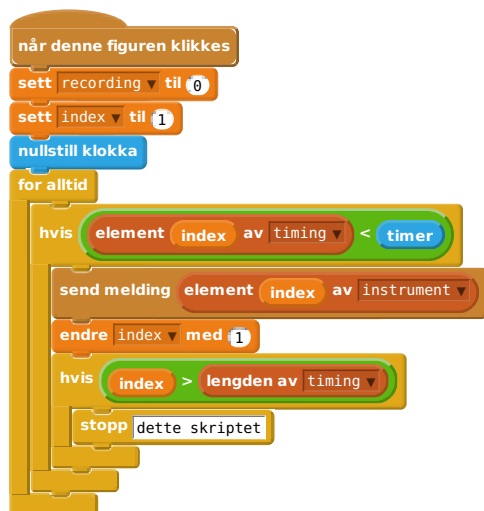 når denne figuren klikkes
sett recording ▼ til 0
sett index ▼ til 1
nullstill klokka
for alltid
hvis element index av timing ▼ < timer
send melding element index av instrument ▼
endre index ▼ med 1
hvis index > lengden av timing ▼
stopp dette skriptet